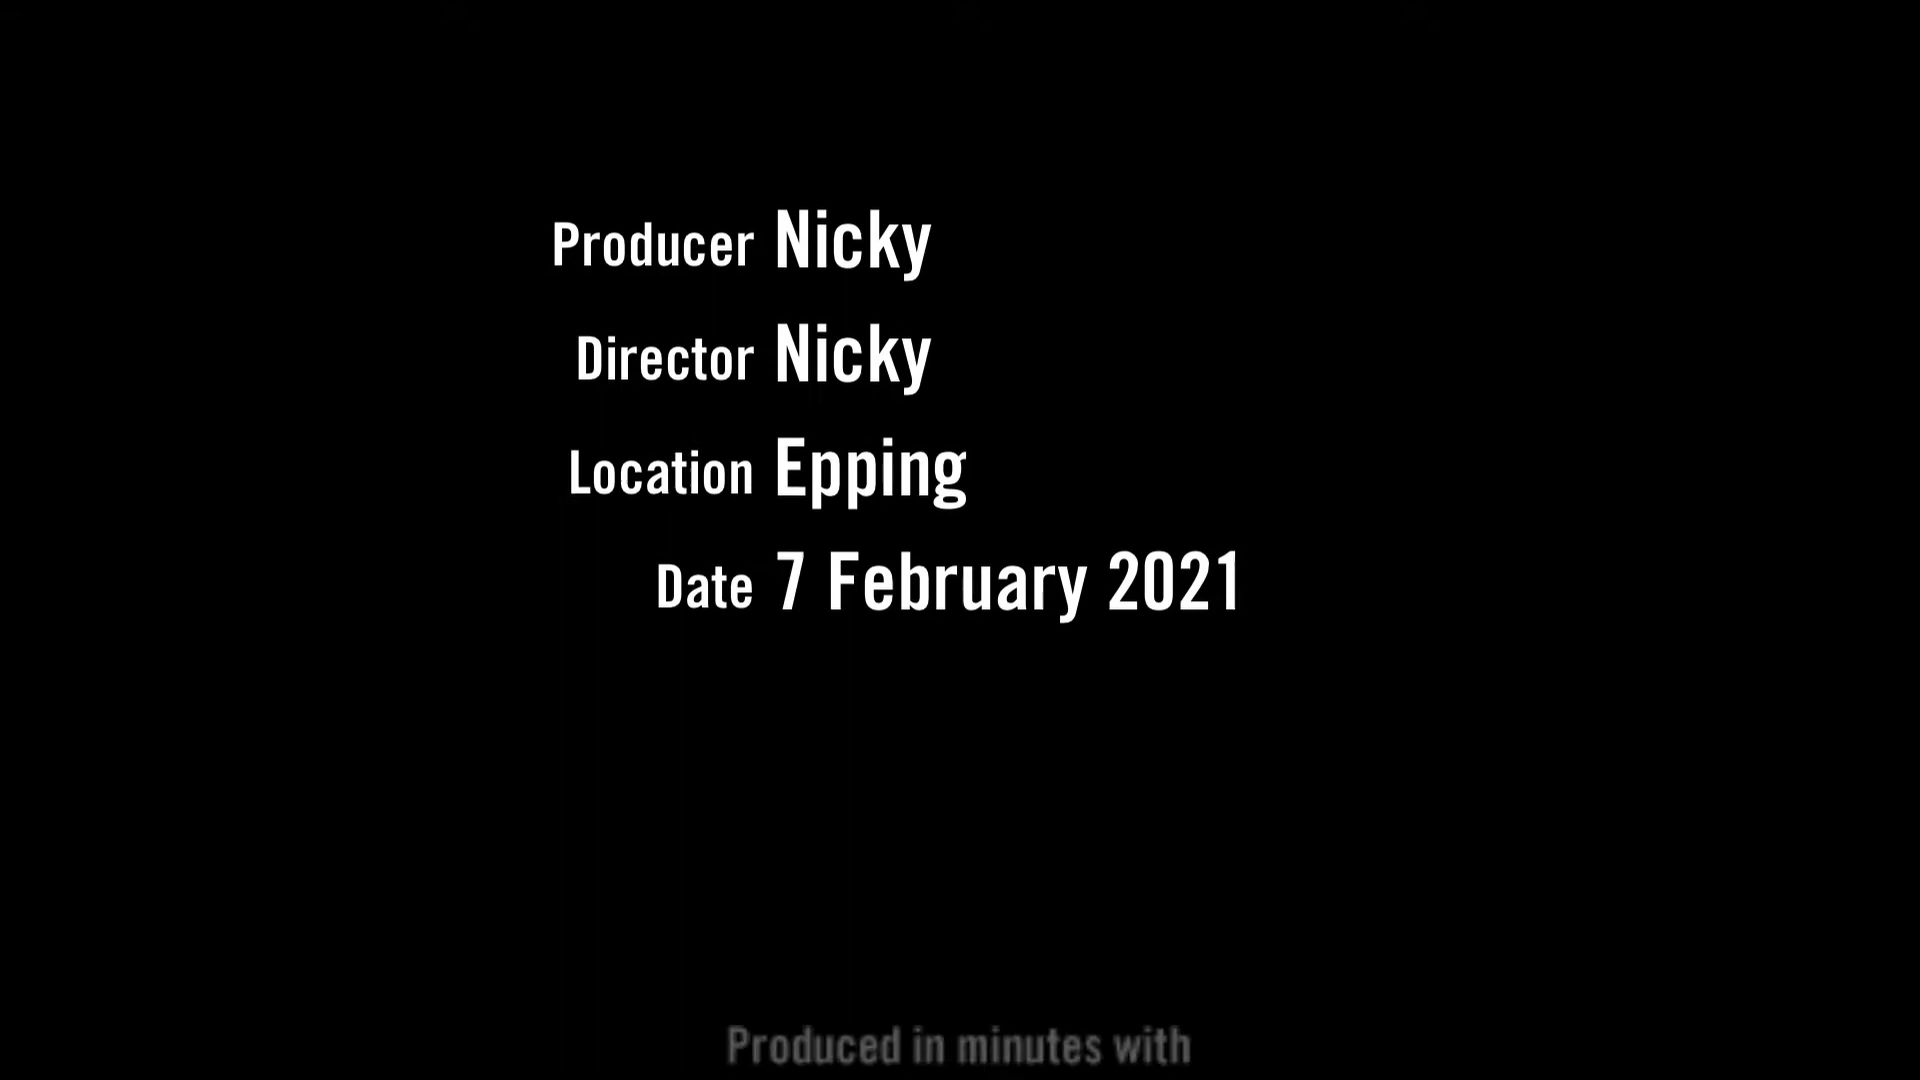 Producer Nicky
Director Nicky
Location Epping
Date 7 February 2021
Produced in minutes with